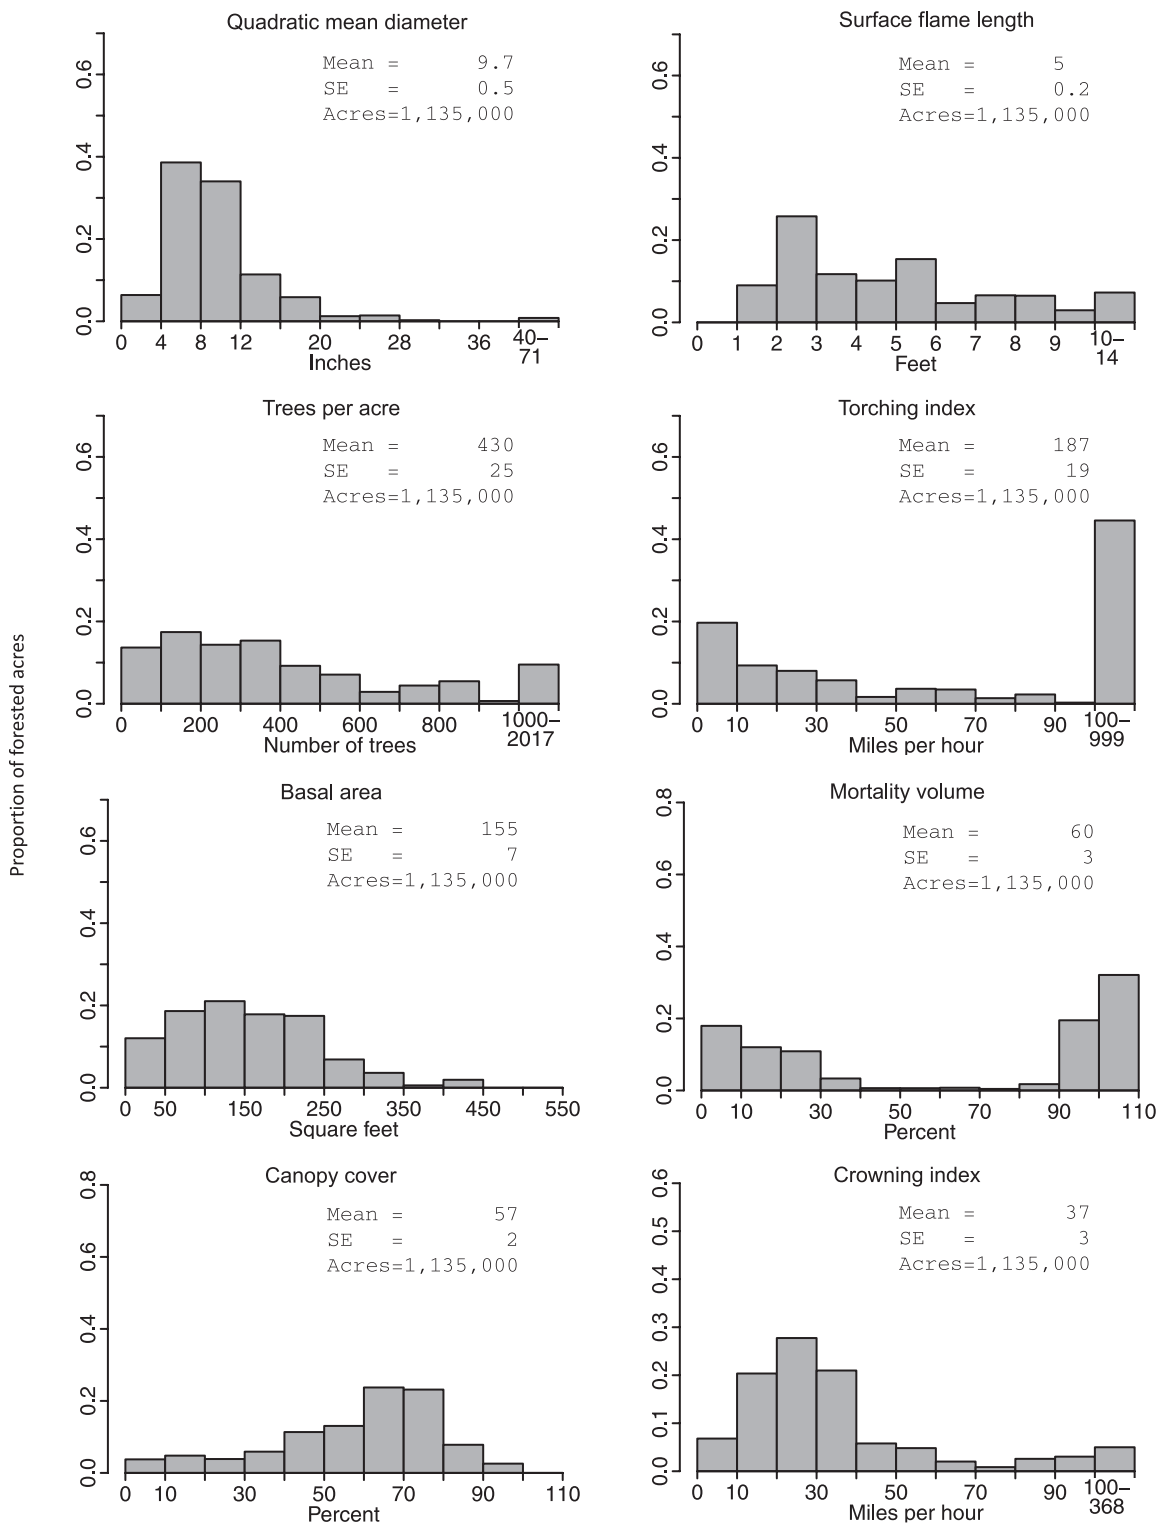 Proportion of forested acres
Quadratic mean diameter
Mean = 9.7
SE = 0.5
Acres=1,135,000
0.0 0.2 0.4 0.6
0 4 8 12 20 28 36 40–
71
Inches
Surface flame length
Mean = 5
SE = 0.2
Acres=1,135,000
0.0 0.2 0.4 0.6
0 1 2 3 4 5 6 7 8 9 10–
14
Feet
Trees per acre
Mean = 430
SE = 25
Acres=1,135,000
0.0 0.2 0.4 0.6
0 200 400 600 800 1000–
2017
Number of trees
Torching index
Mean = 187
SE = 19
Acres=1,135,000
0.0 0.2 0.4 0.6
0 10 30 50 70 90 100–
999
Miles per hour
Basal area
Mean = 155
SE = 7
Acres=1,135,000
0.0 0.2 0.4 0.6
0 50 150 250 350 450 550
Square feet
Mortality volume
Mean = 60
SE = 3
Acres=1,135,000
0.0 0.2 0.4 0.6 0.8
0 10 30 50 70 90 110
Percent
Canopy cover
Mean = 57
SE = 2
Acres=1,135,000
0.0 0.2 0.4 0.6 0.8
0 10 30 50 70 90 110
Percent
Crowning index
Mean = 37
SE = 3
Acres=1,135,000
0.0 0.1 0.2 0.3 0.4 0.5 0.6
0 10 30 50 70 90 100–
368
Miles per hour